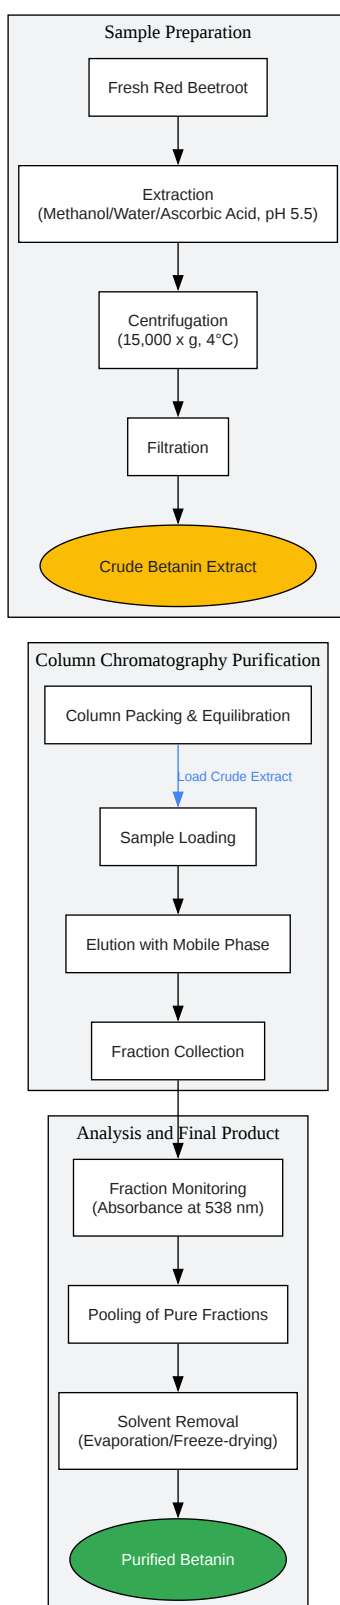 Sample Preparation
Fresh Red Beetroot
Extraction
(Methanol/Water/Ascorbic Acid, pH 5.5)
Centrifugation
(15,000 x g, 4°C)
Filtration
Crude Betanin Extract
Column Chromatography Purification
Column Packing & Equilibration
Load Crude Extract
Sample Loading
Elution with Mobile Phase
Fraction Collection
Analysis and Final Product
Fraction Monitoring
(Absorbance at 538 nm)
Pooling of Pure Fractions
Solvent Removal
(Evaporation/Freeze-drying)
Purified Betanin